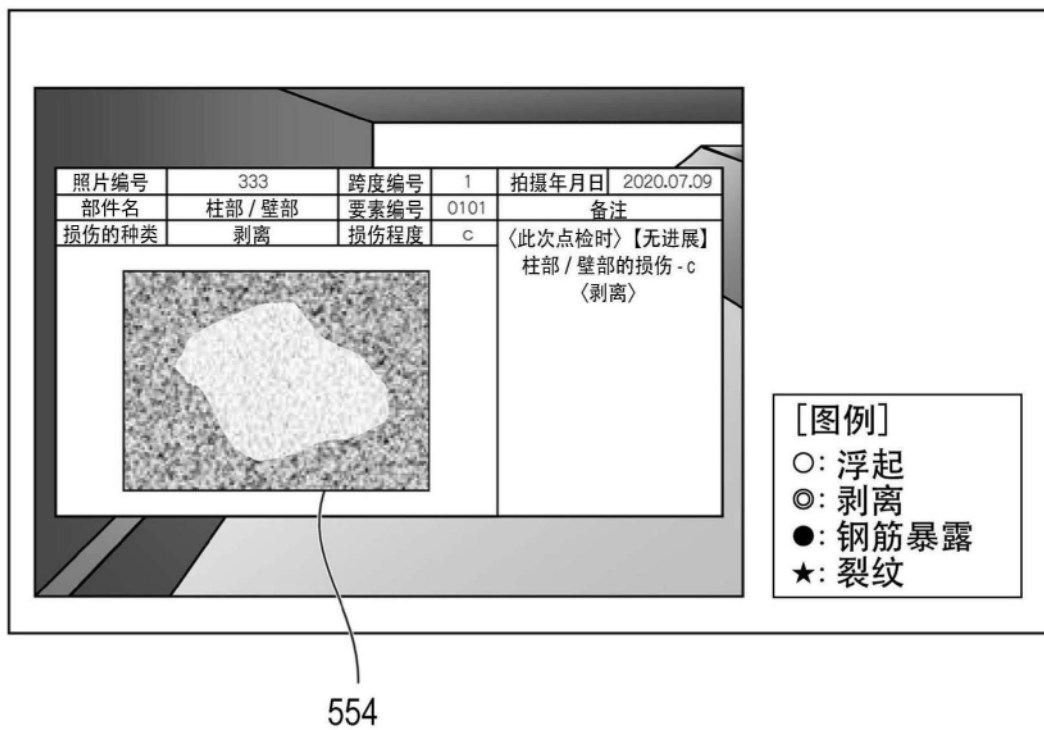 照片编号 333 跨度编号 1 拍摄年月日 2020.07.09
部件名 柱部/壁部 要素编号 0101 备注
损伤的种类 剥离 损伤程度 c
〈此次点检时〉【无进展】
柱部/壁部的损伤-c
〈剥离〉
[图例]
○:浮起
◎:剥离
●:钢筋暴露
★:裂纹
554